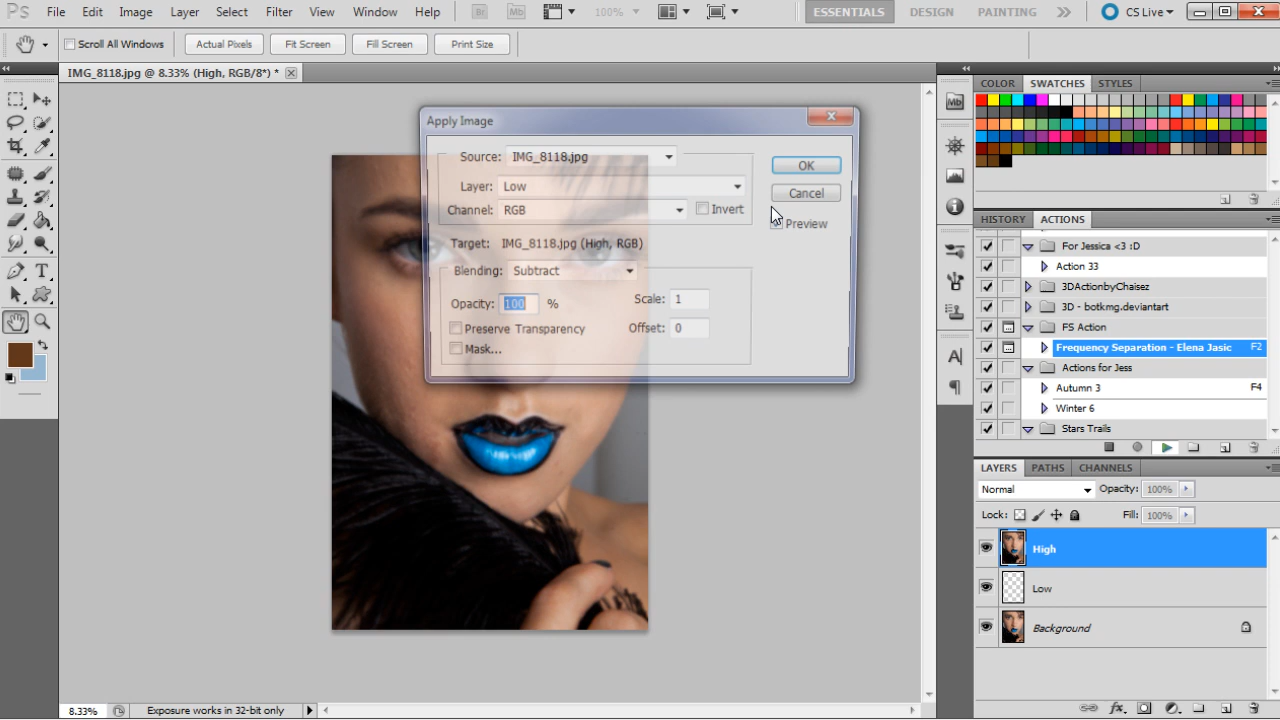 Ps File Edit Image Layer Select Filter View Window Help Br Mb 100% ESSENTIALS DESIGN PAINTING CS Live
Scroll All Windows Actual Pixels Fit Screen Fill Screen Print Size
IMG_8118.jpg @ 8.33% (High, RGB/8*) *
Apply Image
Source: IMG_8118.jpg
OK
Layer: Low
Cancel
Channel: RGB Invert
Preview
Target: IMG_8118.jpg (High, RGB)
Blending: Subtract
Opacity: 100 % Scale: 1
Preserve Transparency Offset: 0
Mask...
T
Mb
A
COLOR SWATCHES STYLES
HISTORY ACTIONS
For Jessica <3 :D
Action 33
3DActionbyChaisez
3D - botkmg.deviantart
FS Action
Frequency Separation - Elena Jasic F2
Actions for Jess
Autumn 3 F4
Winter 6
Stars Trails
LAYERS PATHS CHANNELS
Normal Opacity: 100%
Lock: Fill: 100%
High
Low
Background
fx
8.33% Exposure works in 32-bit only